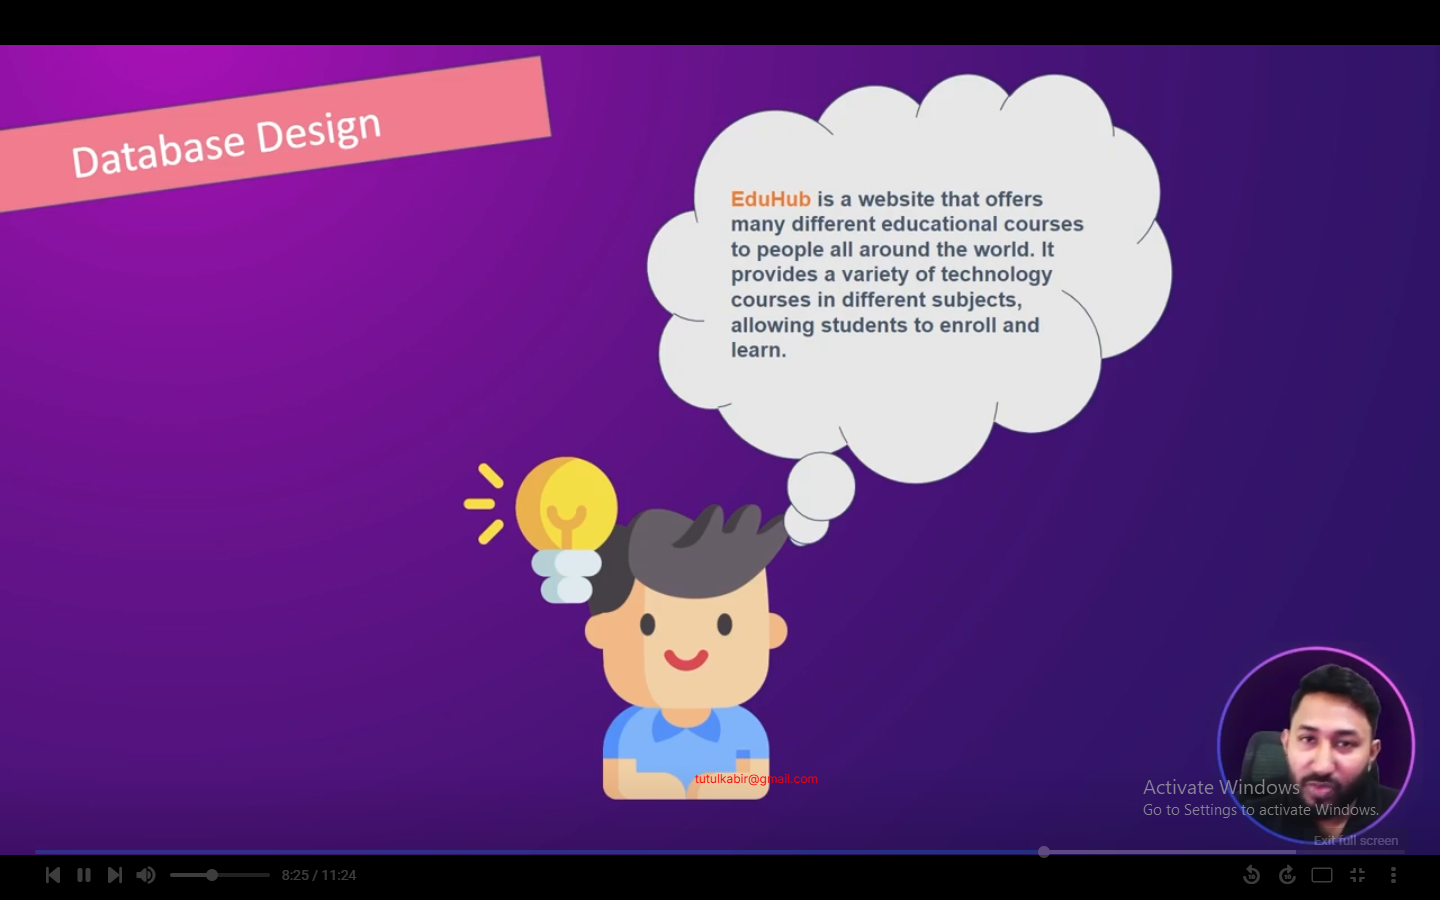 Database Design
EduHub is a website that offers
many different educational courses
to people all around the world. It
provides a variety of technology
courses in different subjects,
allowing students to enroll and
learn.
tutulkabir@gmail.com
Activate Windows
Go to Settings to activate Windows.
Exit full screen
8:25 / 11:24